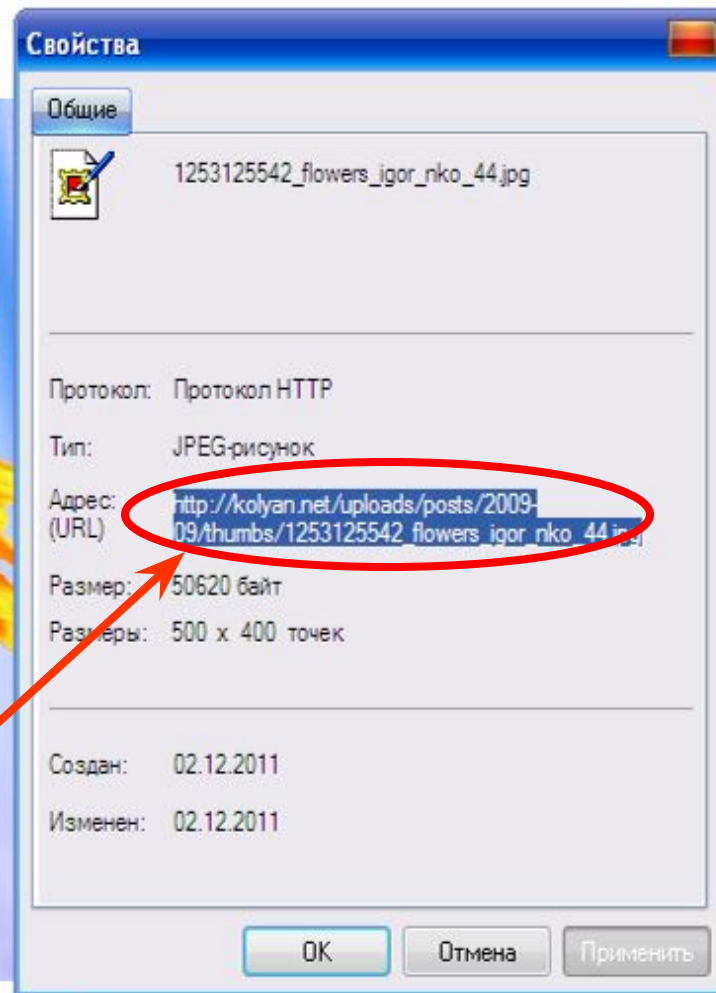 Свойства
Общие
1253125542_flowers_igor_nko_44.jpg
Протокол: Протокол HTTP
Тип: JPEG-рисунок
Адрес: (URL) http://kolyan.net/uploads/posts/2009-
09/thumbs/1253125542_flowers_igor_nko_44.jpg
Размер: 50620 байт
Размеры: 500 x 400 точек
Создан: 02.12.2011
Изменен: 02.12.2011
OK Отмена Применить